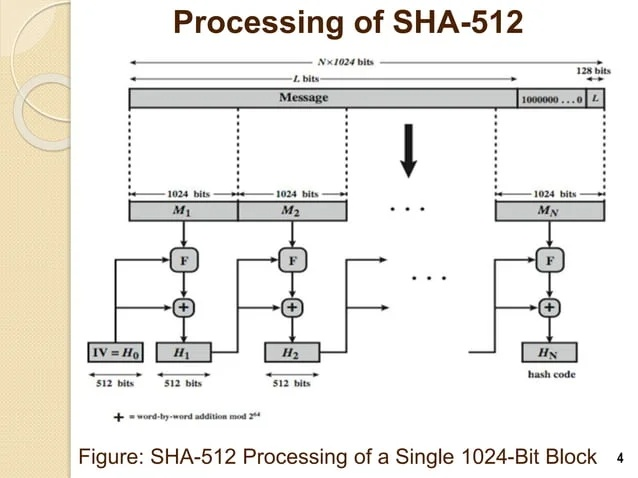 Processing of SHA-512
N×1024 bits
L bits
128 bits
Message
1000000 . . . 0
L
1024 bits
1024 bits
1024 bits
M1
M2
. . .
MN
F
F
F
. . .
+
+
+
IV = H0
H1
H2
HN
hash code
512 bits
512 bits
512 bits
+ = word-by-word addition mod 2^64
Figure: SHA-512 Processing of a Single 1024-Bit Block
4